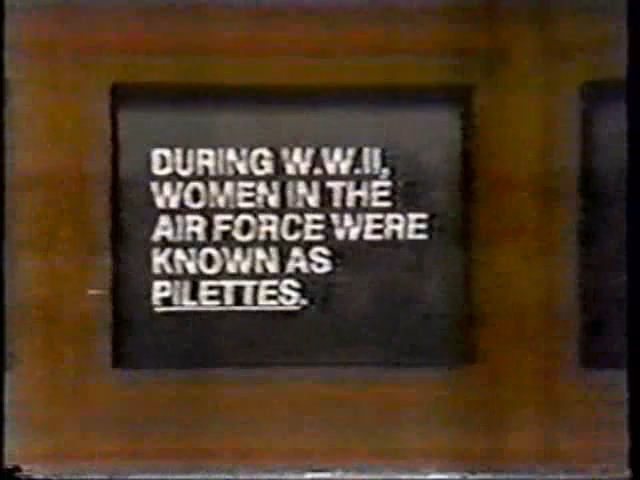 DURING W.W.II,
WOMEN IN THE
AIR FORCE WERE
KNOWN AS
PILETTES.